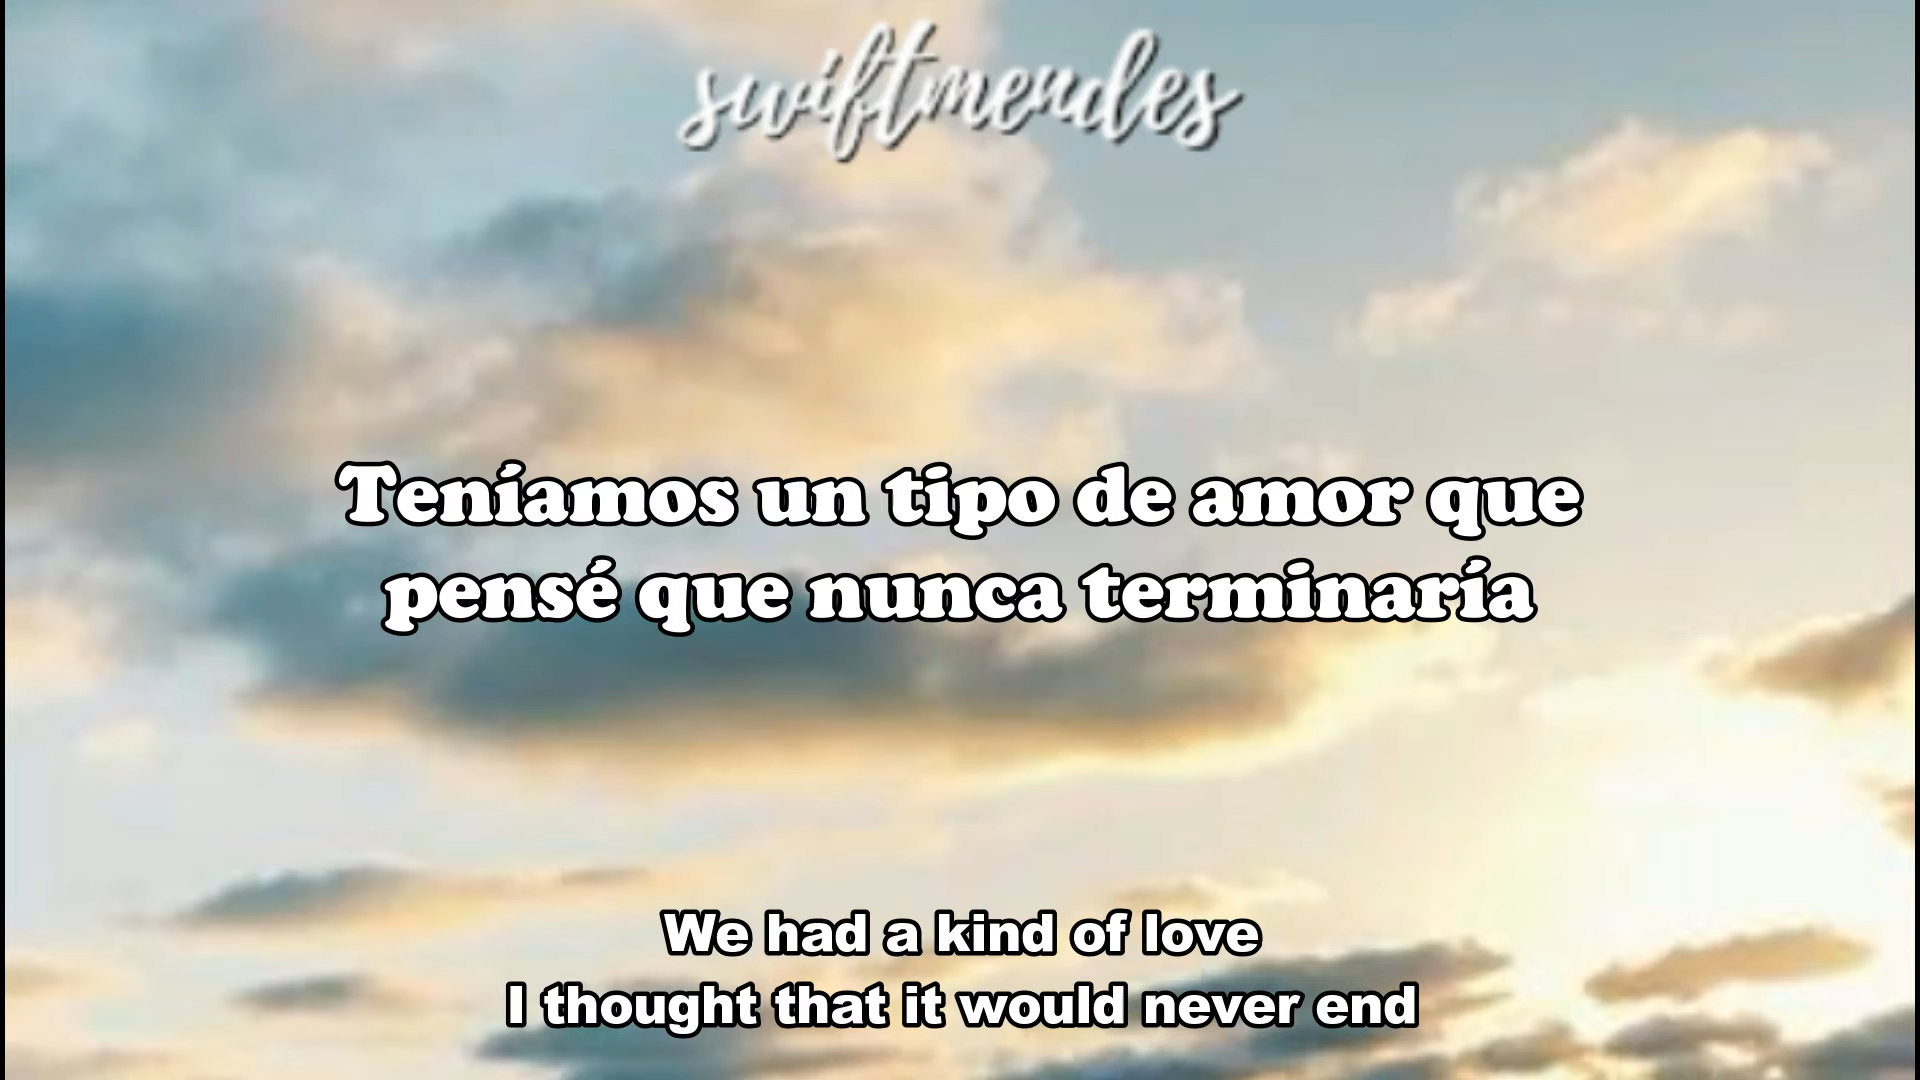 swiftmendes
Teníamos un tipo de amor que
pensé que nunca terminaría
We had a kind of love
I thought that it would never end